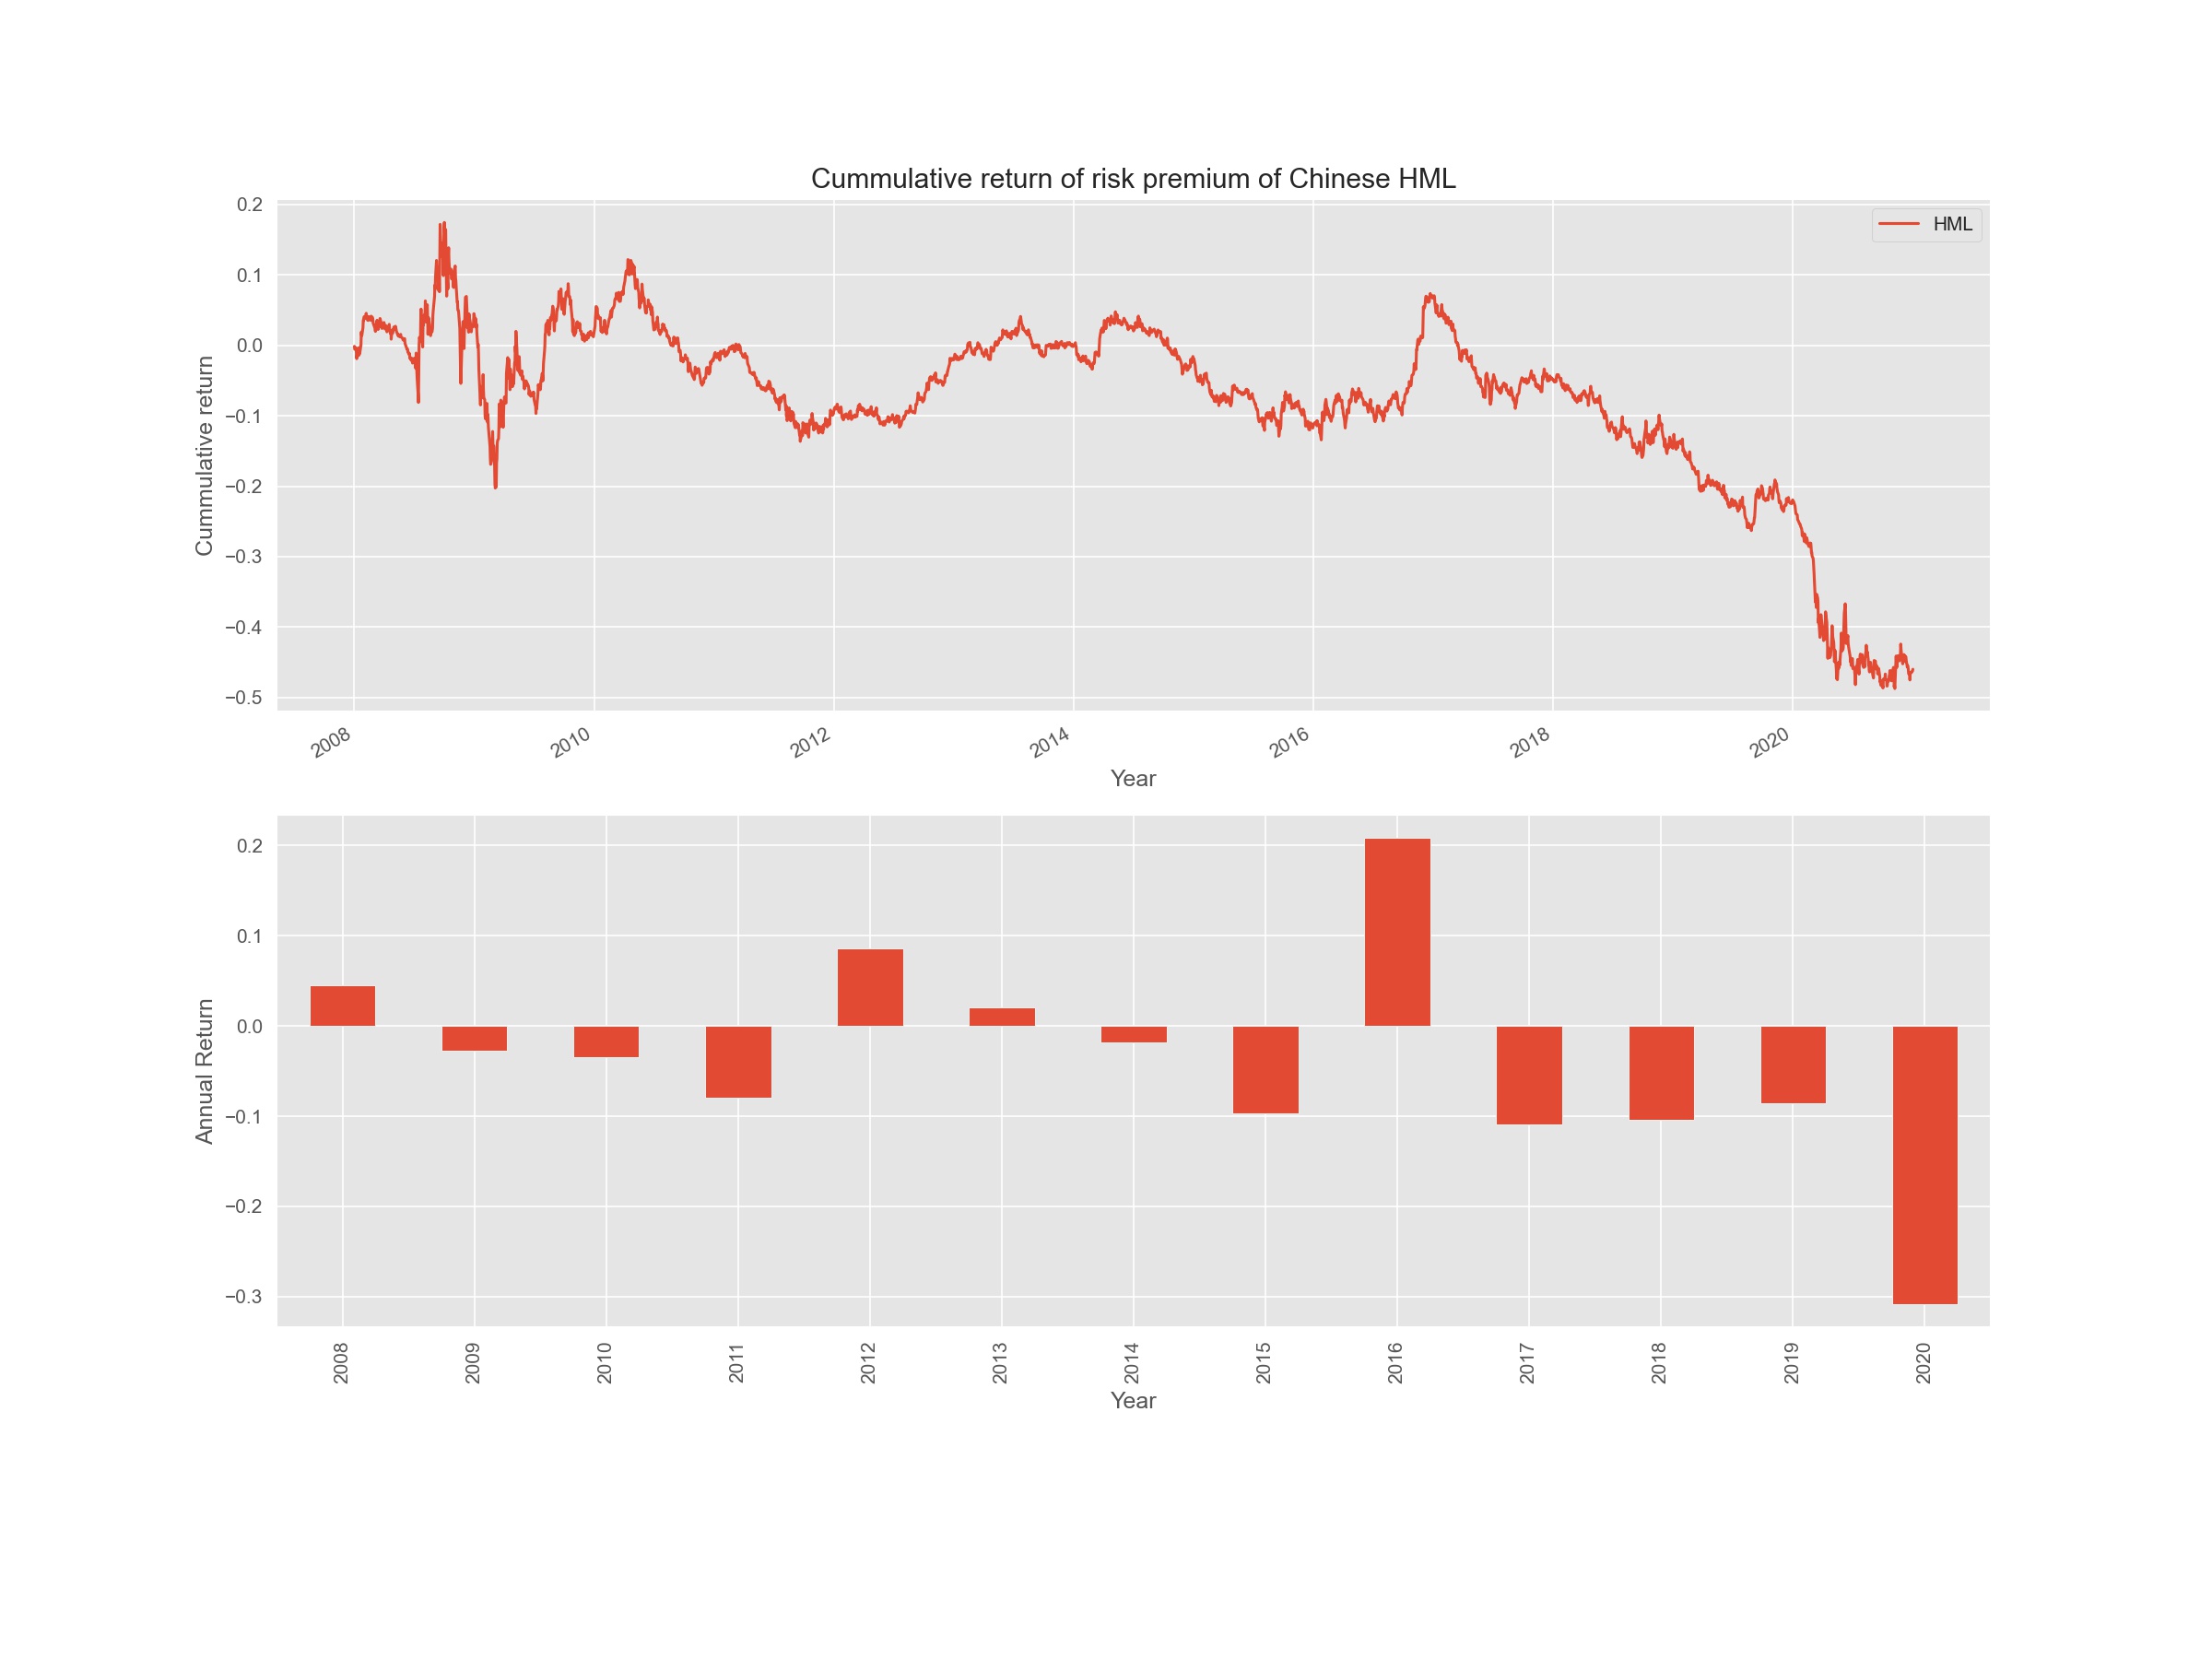 Cummulative return of risk premium of Chinese HML
HML
Cummulative return
0.2
0.1
0.0
−0.1
−0.2
−0.3
−0.4
−0.5
2008 2010 2012 2014 2016 2018 2020
Year
Annual Return
0.2
0.1
0.0
−0.1
−0.2
−0.3
2008 2009 2010 2011 2012 2013 2014 2015 2016 2017 2018 2019 2020
Year